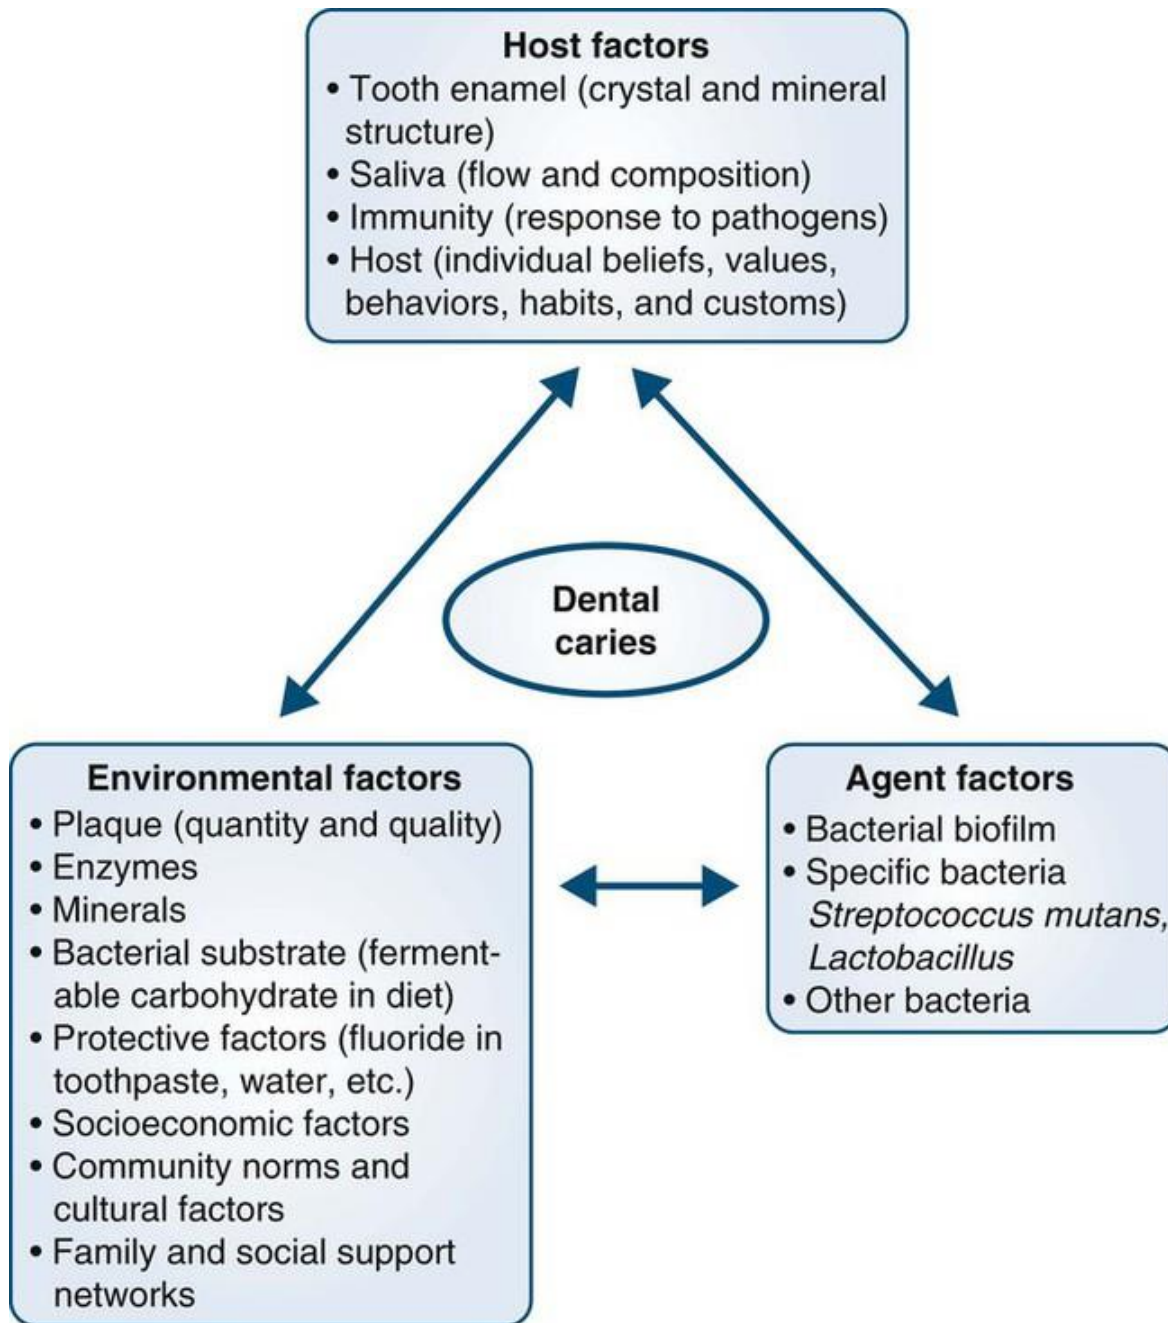 Host factors
• Tooth enamel (crystal and mineral
structure)
• Saliva (flow and composition)
• Immunity (response to pathogens)
• Host (individual beliefs, values,
behaviors, habits, and customs)
Dental
caries
Environmental factors
• Plaque (quantity and quality)
• Enzymes
• Minerals
• Bacterial substrate (ferment-
able carbohydrate in diet)
• Protective factors (fluoride in
toothpaste, water, etc.)
• Socioeconomic factors
• Community norms and
cultural factors
• Family and social support
networks
Agent factors
• Bacterial biofilm
• Specific bacteria
Streptococcus mutans,
Lactobacillus
• Other bacteria